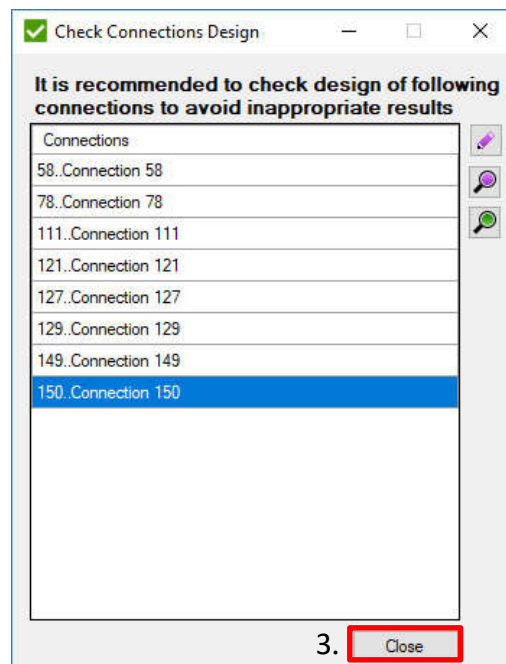 Check Connections Design
It is recommended to check design of following
connections to avoid inappropriate results
Connections
58..Connection 58
78..Connection 78
111..Connection 111
121..Connection 121
127..Connection 127
129..Connection 129
149..Connection 149
150..Connection 150
3. Close